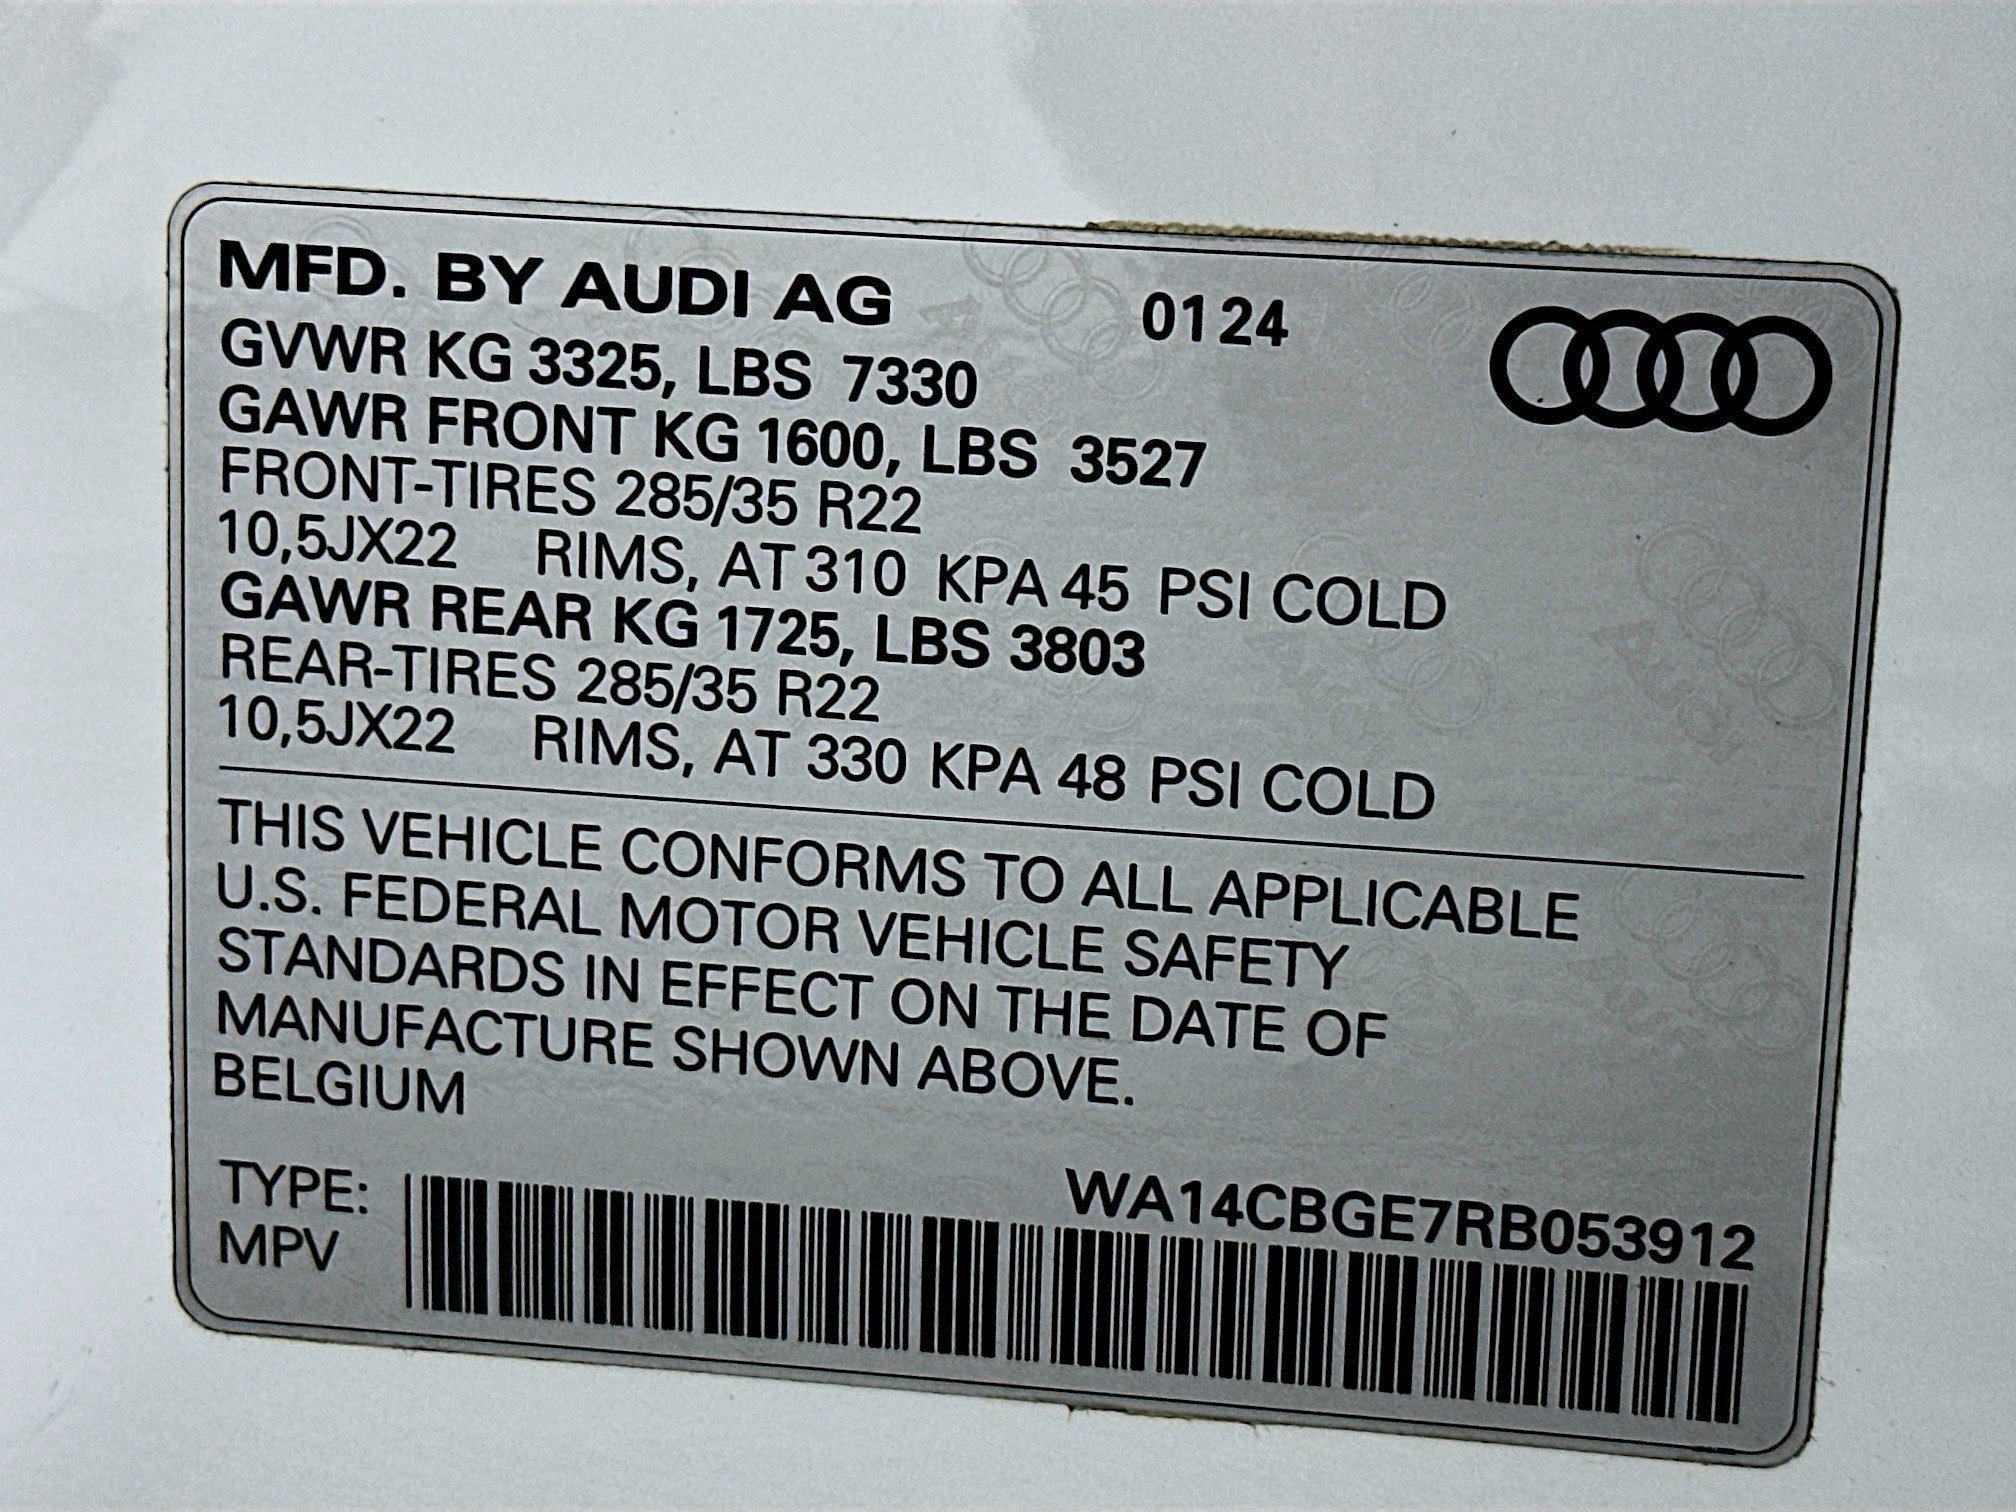 MFD. BY AUDI AG 0124
GVWR KG 3325, LBS 7330
GAWR FRONT KG 1600, LBS 3527
FRONT-TIRES 285/35 R22
10,5JX22 RIMS, AT 310 KPA 45 PSI COLD
GAWR REAR KG 1725, LBS 3803
REAR-TIRES 285/35 R22
10,5JX22 RIMS, AT 330 KPA 48 PSI COLD
THIS VEHICLE CONFORMS TO ALL APPLICABLE
U.S. FEDERAL MOTOR VEHICLE SAFETY
STANDARDS IN EFFECT ON THE DATE OF
MANUFACTURE SHOWN ABOVE.
BELGIUM
TYPE: WA14CBGE7RB053912
MPV